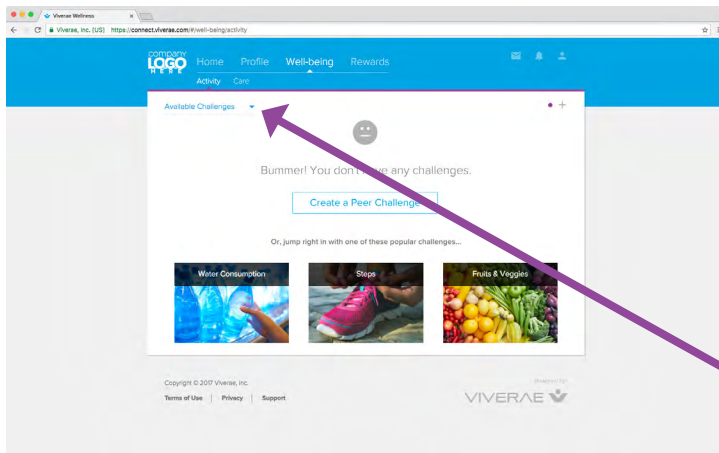 Viverae Wellness
Viverae, Inc. [US] https://connect.viverae.com/#/well-being/activity
company
LOGO
HERE
Home Profile Well-being Rewards
Activity Care
Available Challenges
Bummer! You don't have any challenges.
Create a Peer Challenge
Or, jump right in with one of these popular challenges...
Water Consumption Steps Fruits & Veggies
Copyright © 2017 Viverae, Inc.
Powered by
Terms of Use | Privacy | Support
VIVERAE